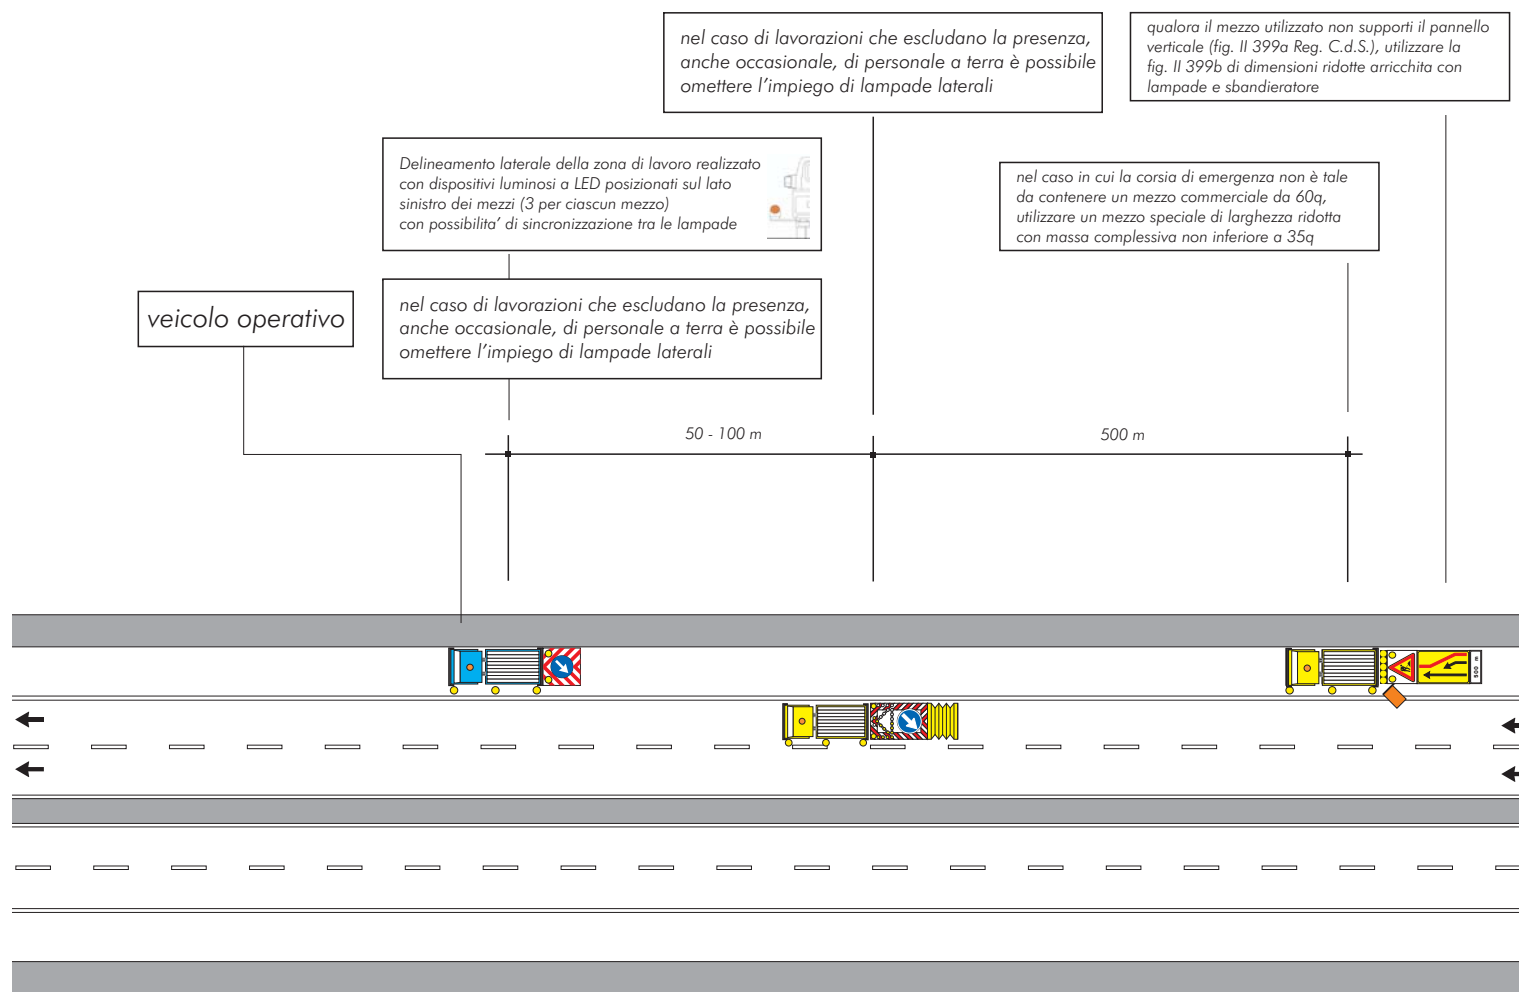 nel caso di lavorazioni che escludano la presenza,
anche occasionale, di personale a terra è possibile
omettere l'impiego di lampade laterali
qualora il mezzo utilizzato non supporti il pannello
verticale (fig. II 399a Reg. C.d.S.), utilizzare la
fig. II 399b di dimensioni ridotte arricchita con
lampade e sbandieratore
Delineamento laterale della zona di lavoro realizzato
con dispositivi luminosi a LED posizionati sul lato
sinistro dei mezzi (3 per ciascun mezzo)
con possibilita' di sincronizzazione tra le lampade
nel caso in cui la corsia di emergenza non è tale
da contenere un mezzo commerciale da 60q,
utilizzare un mezzo speciale di larghezza ridotta
con massa complessiva non inferiore a 35q
veicolo operativo
nel caso di lavorazioni che escludano la presenza,
anche occasionale, di personale a terra è possibile
omettere l'impiego di lampade laterali
50 - 100 m
500 m
500 m